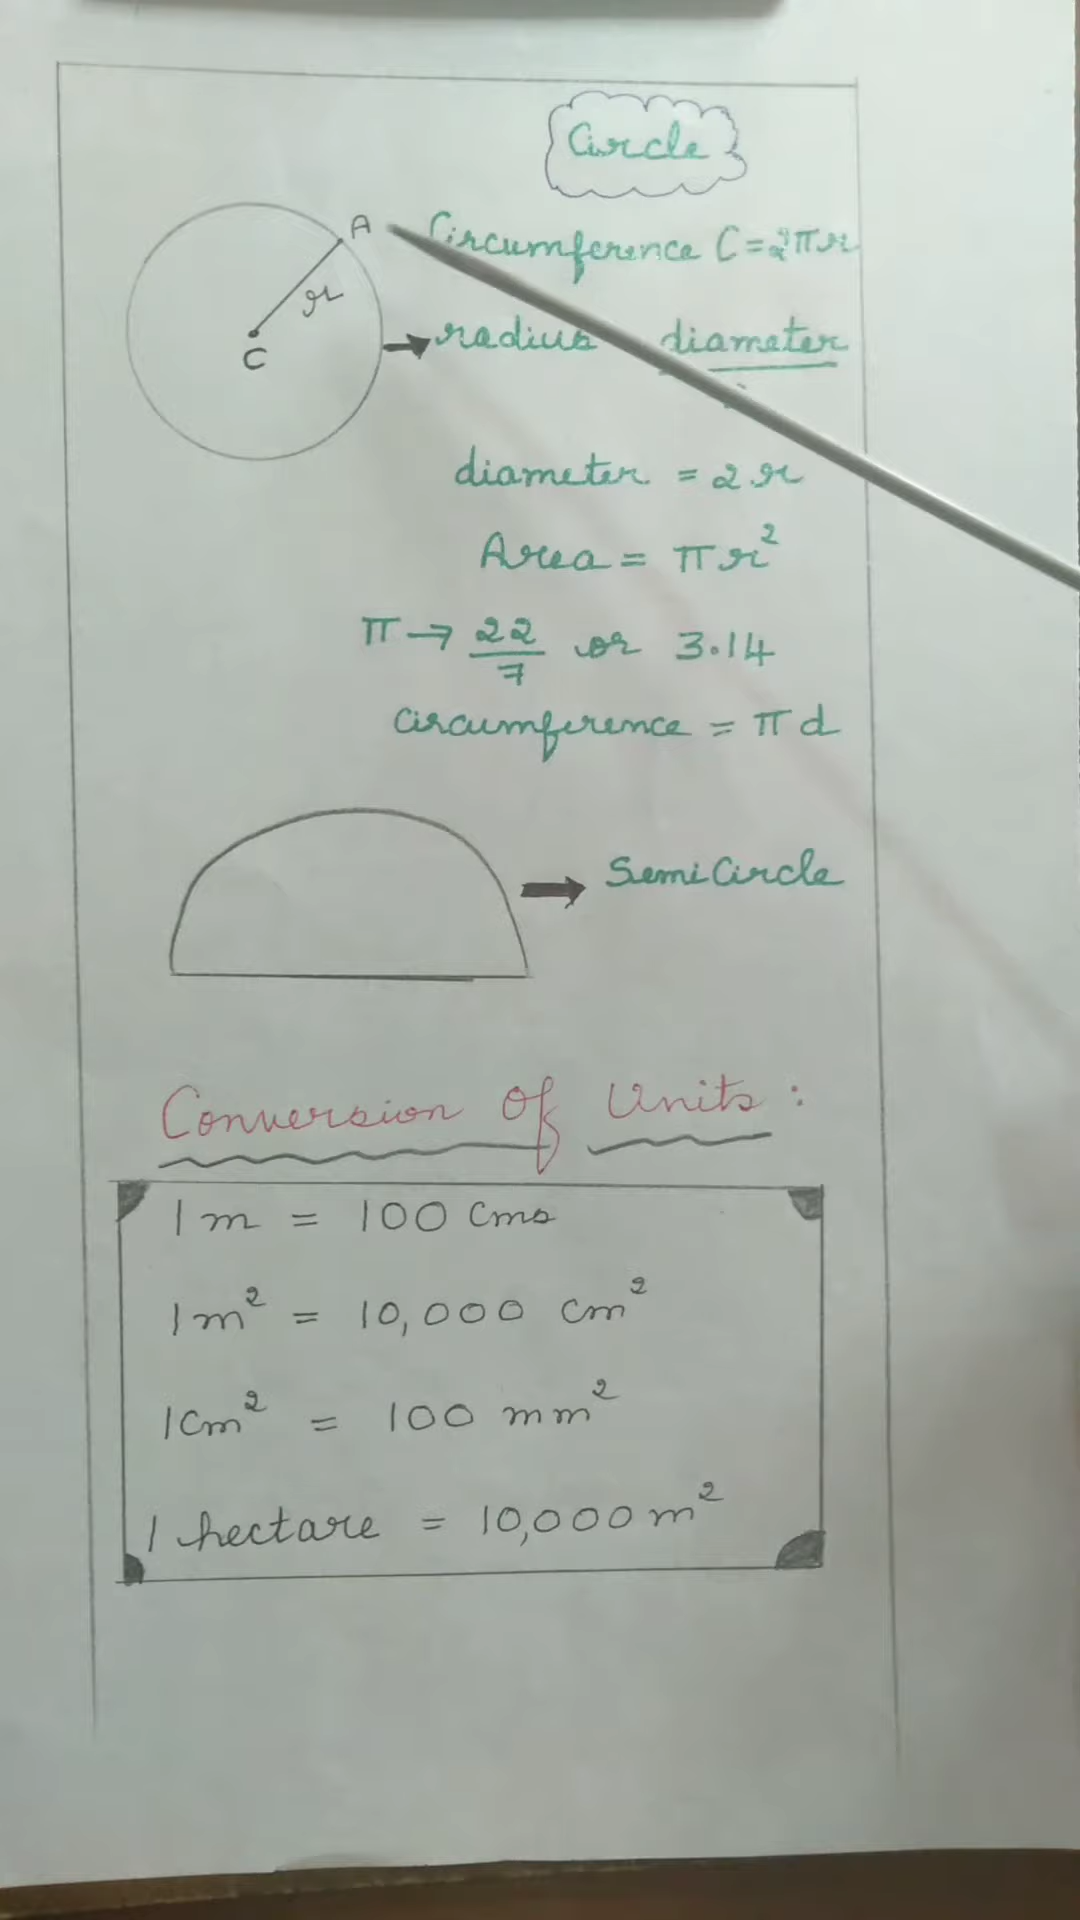 Circle
A
r
C
Circumference C = 2πr
radius diameter
diameter = 2r
Area = πr²
π → 22/7 or 3.14
circumference = πd
Semi Circle
Conversion of Units :
1 m = 100 cms
1 m² = 10,000 cm²
1 cm² = 100 mm²
1 hectare = 10,000 m²